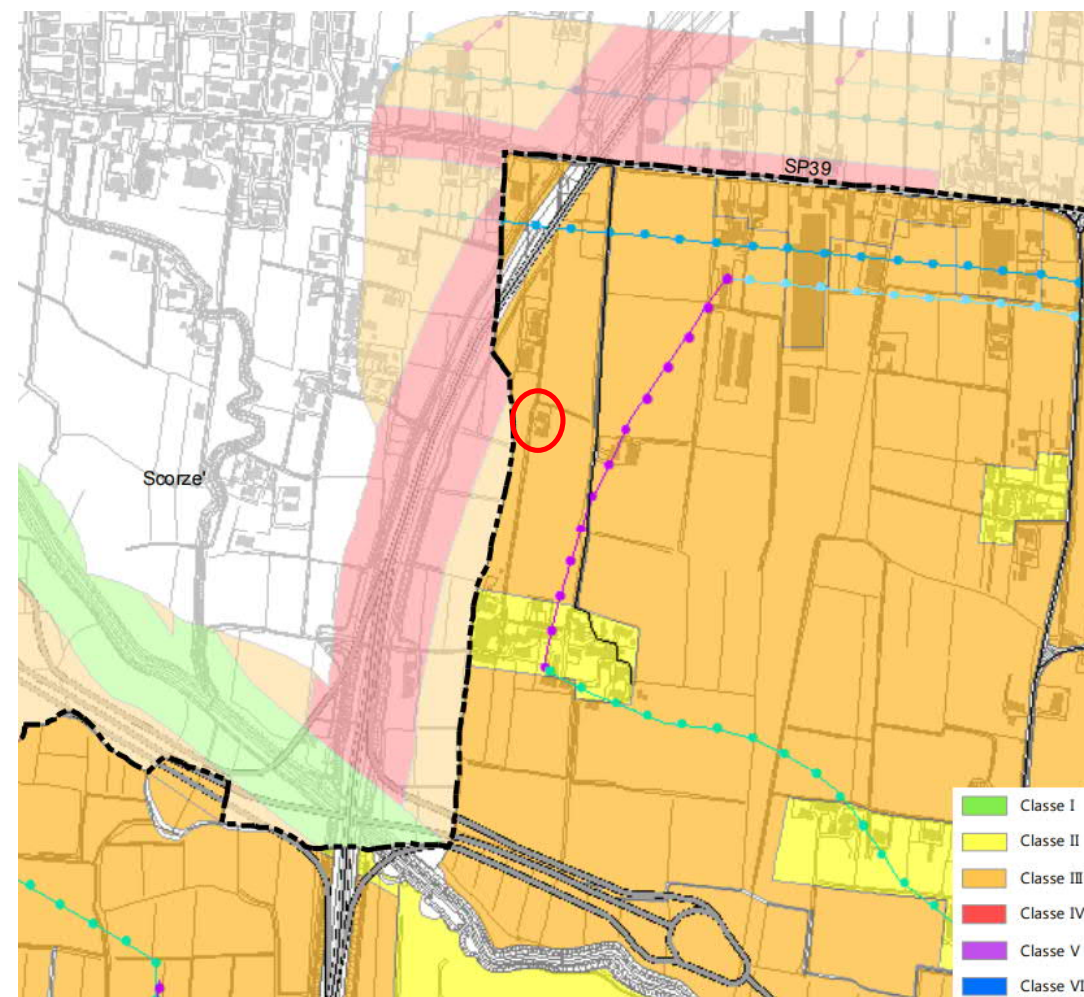 SP39
Scorze'
Classe I
Classe II
Classe III
Classe IV
Classe V
Classe VI